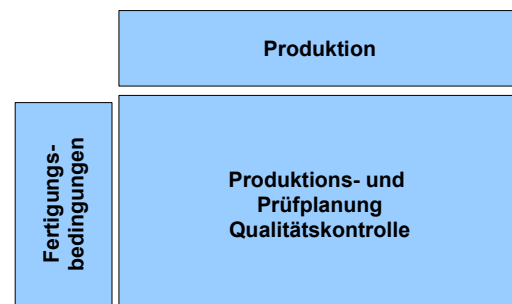 Produktion
Fertigungs-
bedingungen
Produktions- und
Prüfplanung
Qualitätskontrolle